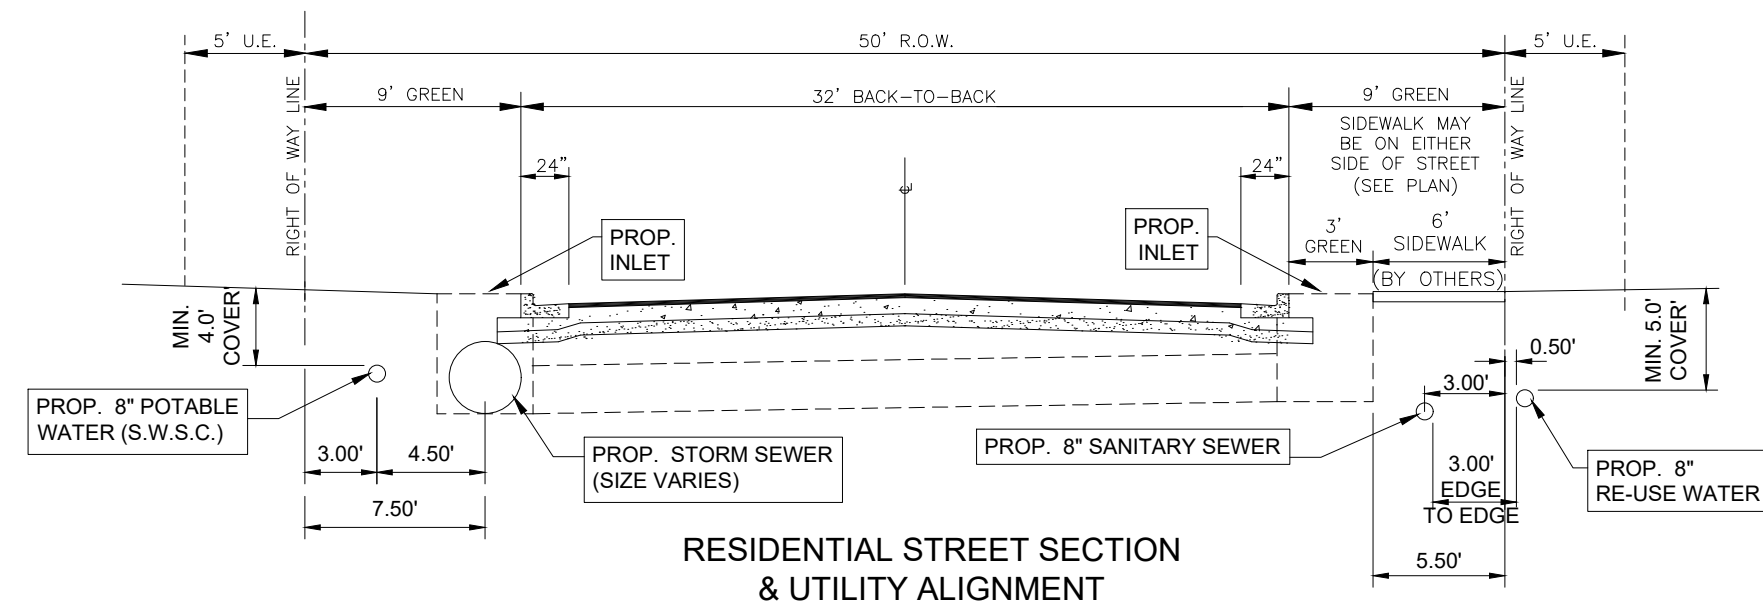 5' U.E.
50' R.O.W.
5' U.E.
9' GREEN
32' BACK-TO-BACK
9' GREEN
RIGHT OF WAY LINE
RIGHT OF WAY LINE
SIDEWALK MAY
BE ON EITHER
SIDE OF STREET
(SEE PLAN)
24"
24"
PROP.
INLET
PROP.
INLET
3'
GREEN
6'
SIDEWALK
(BY OTHERS)
MIN.
4.0'
COVER'
MIN. 5.0'
COVER'
0.50'
3.00'
PROP. 8" POTABLE
WATER (S.W.S.C.)
3.00'
4.50'
7.50'
PROP. STORM SEWER
(SIZE VARIES)
PROP. 8" SANITARY SEWER
3.00'
EDGE
TO EDGE
PROP. 8"
RE-USE WATER
5.50'
RESIDENTIAL STREET SECTION
& UTILITY ALIGNMENT